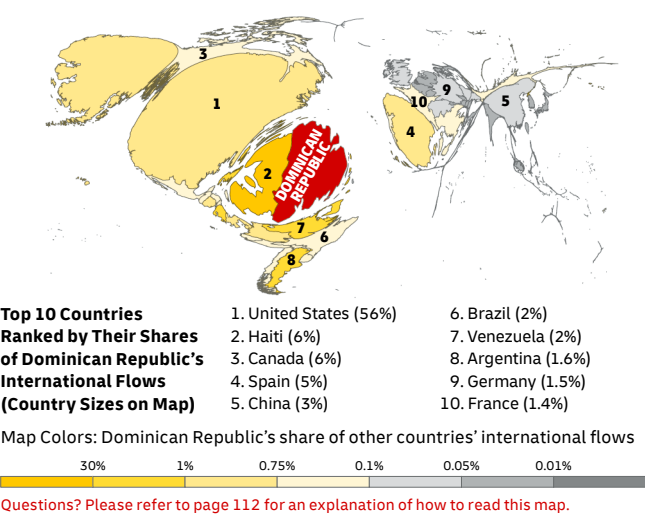 3
1
9
10
5
4
2
DOMINICAN
REPUBLIC
7
6
8
Top 10 Countries
Ranked by Their Shares
of Dominican Republic's
International Flows
(Country Sizes on Map)
1. United States (56%)
2. Haiti (6%)
3. Canada (6%)
4. Spain (5%)
5. China (3%)
6. Brazil (2%)
7. Venezuela (2%)
8. Argentina (1.6%)
9. Germany (1.5%)
10. France (1.4%)
Map Colors: Dominican Republic's share of other countries' international flows
30% 1% 0.75% 0.1% 0.05% 0.01%
Questions? Please refer to page 112 for an explanation of how to read this map.